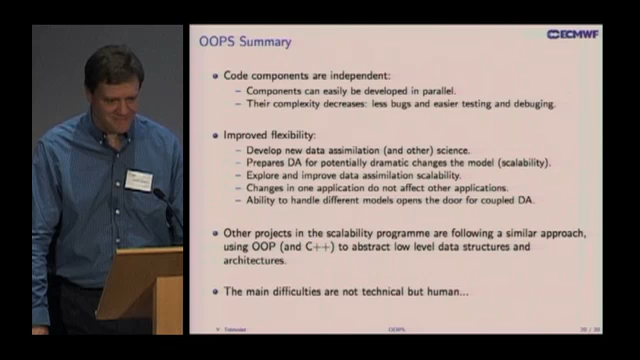 OOPS Summary
ECMWF
Code components are independent:
– Components can easily be developed in parallel.
– Their complexity decreases: less bugs and easier testing and debuging.
Improved flexibility:
– Develop new data assimilation (and other) science.
– Prepares DA for potentially dramatic changes the model (scalability).
– Explore and improve data assimilation scalability.
– Changes in one application do not affect other applications.
– Ability to handle different models opens the door for coupled DA.
Other projects in the scalability programme are following a similar approach,
using OOP (and C++) to abstract low level data structures and
architectures.
The main difficulties are not technical but human...
OOPS